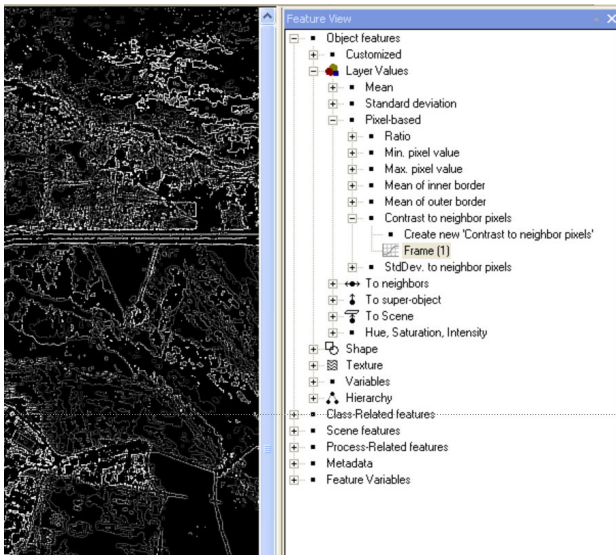 Feature View
Object features
Customized
Layer Values
Mean
Standard deviation
Pixel-based
Ratio
Min. pixel value
Max. pixel value
Mean of inner border
Mean of outer border
Contrast to neighbor pixels
Create new 'Contrast to neighbor pixels'
Frame (1)
StdDev. to neighbor pixels
To neighbors
To super-object
To Scene
Hue, Saturation, Intensity
Shape
Texture
Variables
Hierarchy
Class-Related features
Scene features
Process-Related features
Metadata
Feature Variables